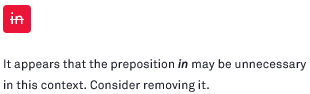 in
It appears that the preposition in may be unnecessary
in this context. Consider removing it.